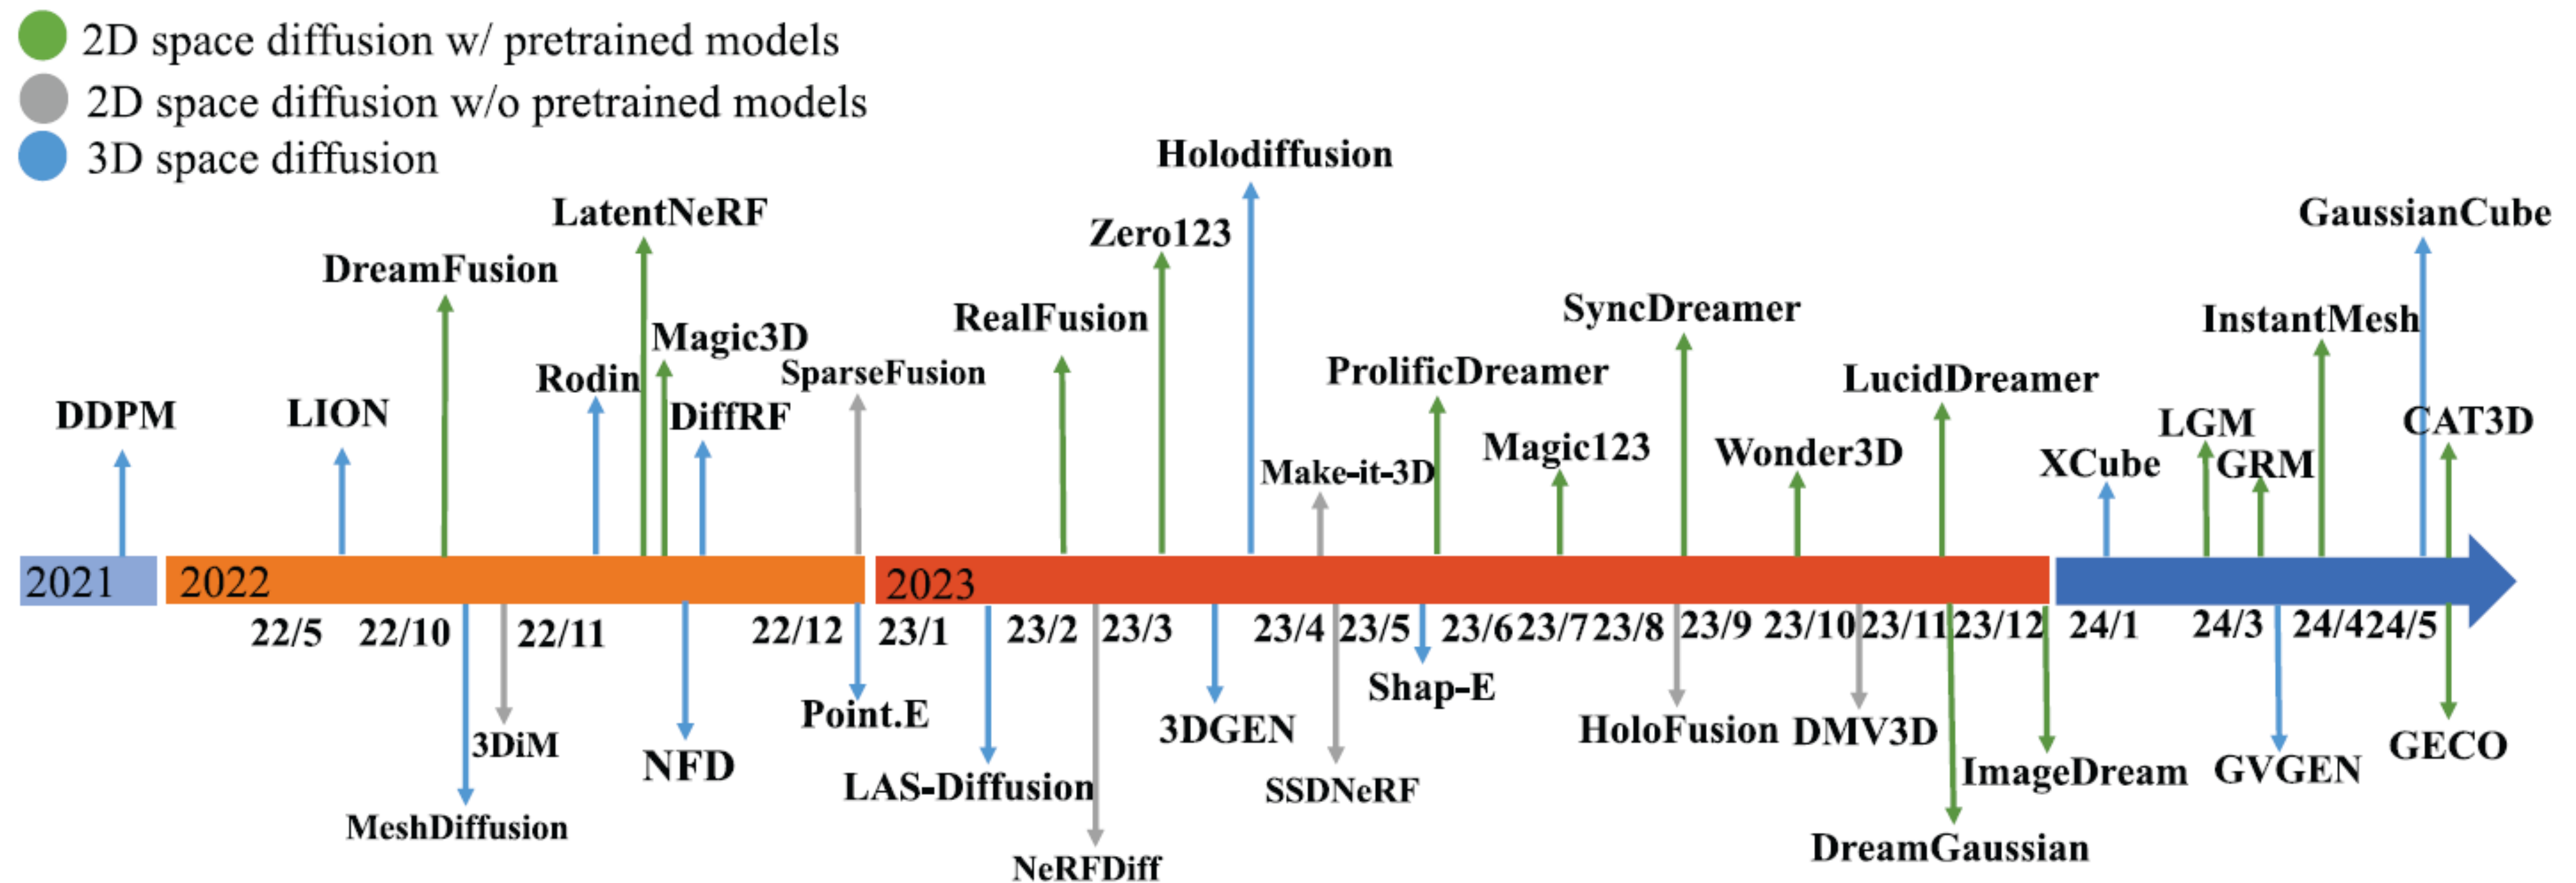 2D space diffusion w/ pretrained models
2D space diffusion w/o pretrained models
3D space diffusion
Holodiffusion
LatentNeRF
GaussianCube
Zero123
DreamFusion
SyncDreamer
RealFusion
InstantMesh
Magic3D
SparseFusion
ProlificDreamer
Rodin
LucidDreamer
DDPM
LION
DiffRF
LGM
CAT3D
Magic123
Wonder3D
Make-it-3D
XCube
GRM
2021
2022
2023
22/5
22/10
22/11
22/12
23/1
23/2
23/3
23/4
23/5
23/6
23/7
23/8
23/9
23/10
23/11
23/12
24/1
24/3
24/4
24/5
Shap-E
Point.E
3DiM
NFD
3DGEN
HoloFusion
DMV3D
GECO
LAS-Diffusion
SSDNeRF
ImageDream
GVGEN
MeshDiffusion
NeRFDiff
DreamGaussian